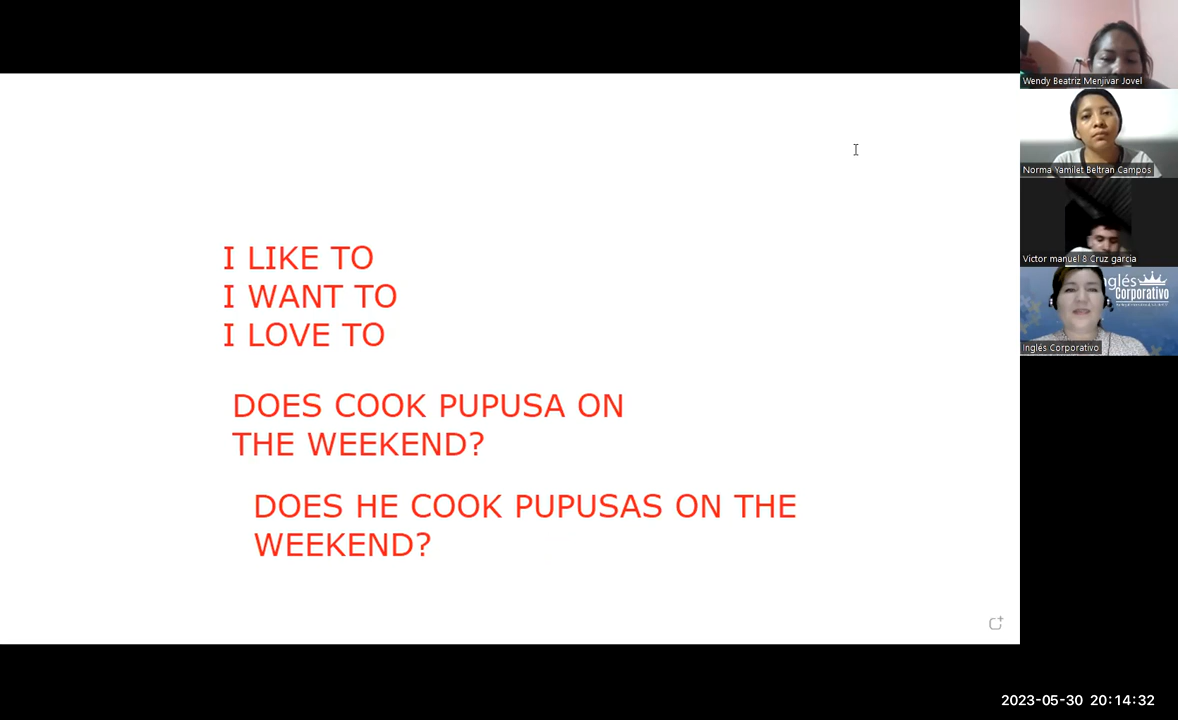 I LIKE TO
I WANT TO
I LOVE TO
DOES COOK PUPUSA ON
THE WEEKEND?
DOES HE COOK PUPUSAS ON THE
WEEKEND?
Wendy Beatriz Menjivar Jovel
Norma Yamilet Beltran Campos
Victor manuel 8 Cruz garcia
nglés
Corporativo
Inglés Corporativo
2023-05-30 20:14:32